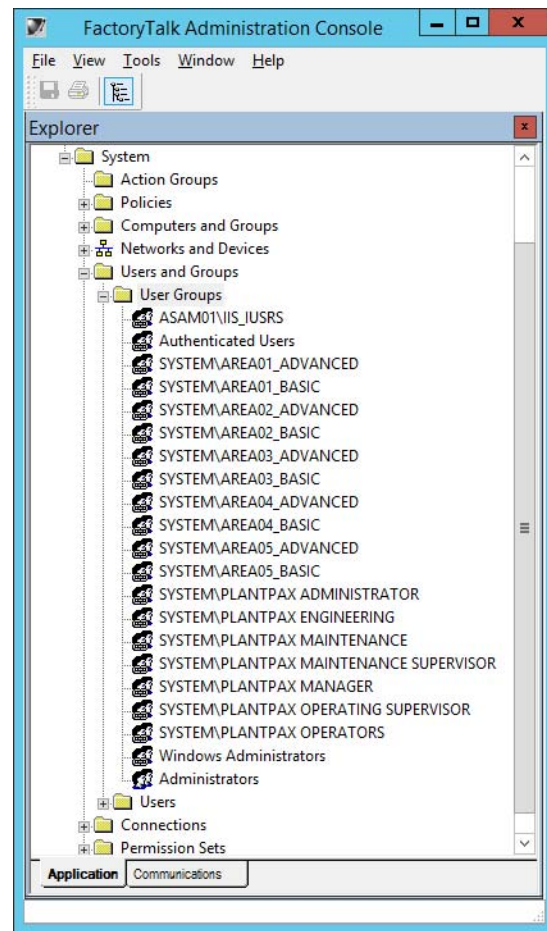 FactoryTalk Administration Console
x
File View Tools Window Help
Explorer
x
System
Action Groups
Policies
Computers and Groups
Networks and Devices
Users and Groups
User Groups
ASAM01\IIS_IUSRS
Authenticated Users
SYSTEM\AREA01_ADVANCED
SYSTEM\AREA01_BASIC
SYSTEM\AREA02_ADVANCED
SYSTEM\AREA02_BASIC
SYSTEM\AREA03_ADVANCED
SYSTEM\AREA03_BASIC
SYSTEM\AREA04_ADVANCED
SYSTEM\AREA04_BASIC
SYSTEM\AREA05_ADVANCED
SYSTEM\AREA05_BASIC
SYSTEM\PLANTPAX ADMINISTRATOR
SYSTEM\PLANTPAX ENGINEERING
SYSTEM\PLANTPAX MAINTENANCE
SYSTEM\PLANTPAX MAINTENANCE SUPERVISOR
SYSTEM\PLANTPAX MANAGER
SYSTEM\PLANTPAX OPERATING SUPERVISOR
SYSTEM\PLANTPAX OPERATORS
Windows Administrators
Administrators
Users
Connections
Permission Sets
Application Communications